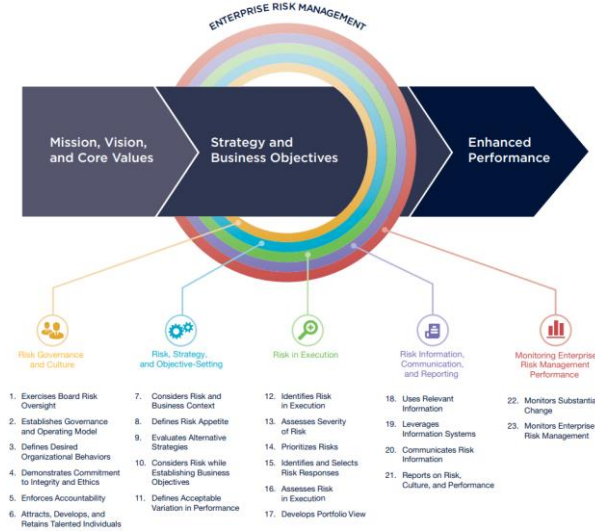 ENTERPRISE RISK MANAGEMENT
Mission, Vision,
and Core Values
Strategy and
Business Objectives
Enhanced
Performance
Risk Governance
and Culture
1. Exercises Board Risk
Oversight
2. Establishes Governance
and Operating Model
3. Defines Desired
Organizational Behaviors
4. Demonstrates Commitment
to Integrity and Ethics
5. Enforces Accountability
6. Attracts, Develops, and
Retains Talented Individuals
Risk, Strategy,
and Objective-Setting
7. Considers Risk and
Business Context
8. Defines Risk Appetite
9. Evaluates Alternative
Strategies
10. Considers Risk while
Establishing Business
Objectives
11. Defines Acceptable
Variation in Performance
Risk in Execution
12. Identifies Risk
in Execution
13. Assesses Severity
of Risk
14. Prioritizes Risks
15. Identifies and Selects
Risk Responses
16. Assesses Risk
in Execution
17. Develops Portfolio View
Risk Information,
Communication,
and Reporting
18. Uses Relevant
Information
19. Leverages
Information Systems
20. Communicates Risk
Information
21. Reports on Risk,
Culture, and Performance
Monitoring Enterprise
Risk Management
Performance
22. Monitors Substantial
Change
23. Monitors Enterprise
Risk Management